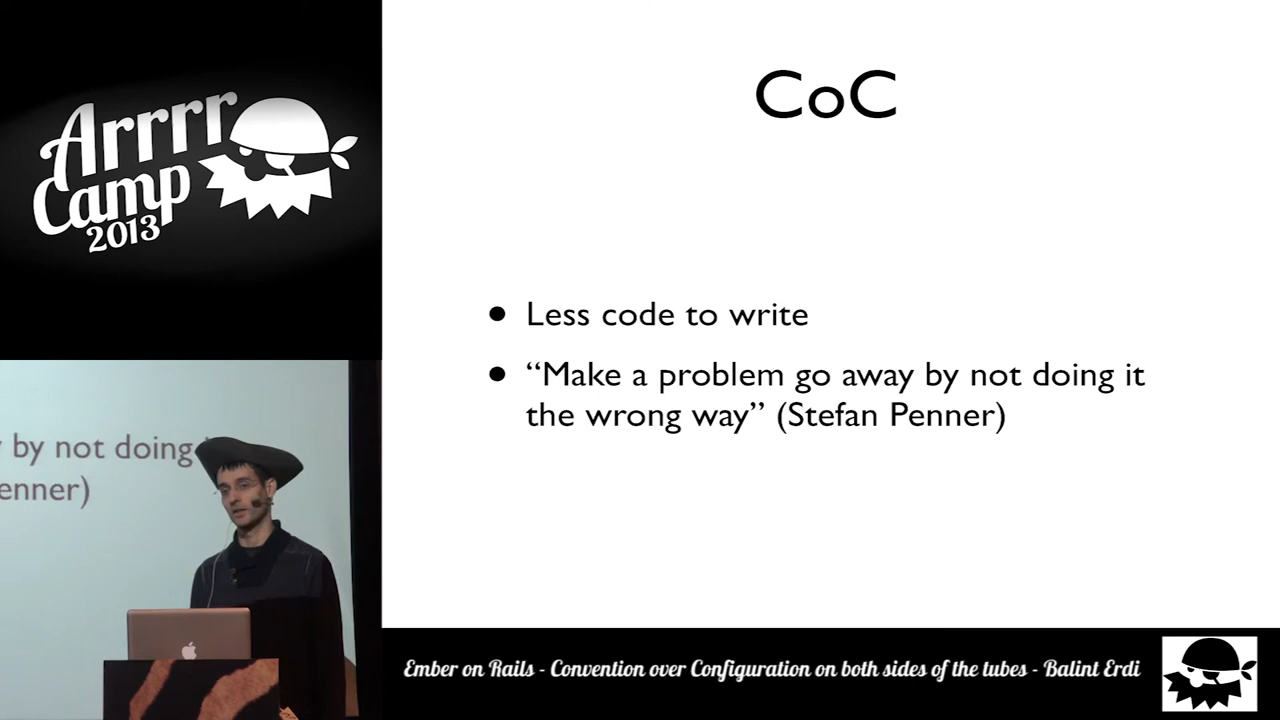 Arrrr
Camp
2013
CoC
• Less code to write
• “Make a problem go away by not doing it
the wrong way” (Stefan Penner)
by not doing
enner)
Ember on Rails - Convention over Configuration on both sides of the tubes - Balint Erdi